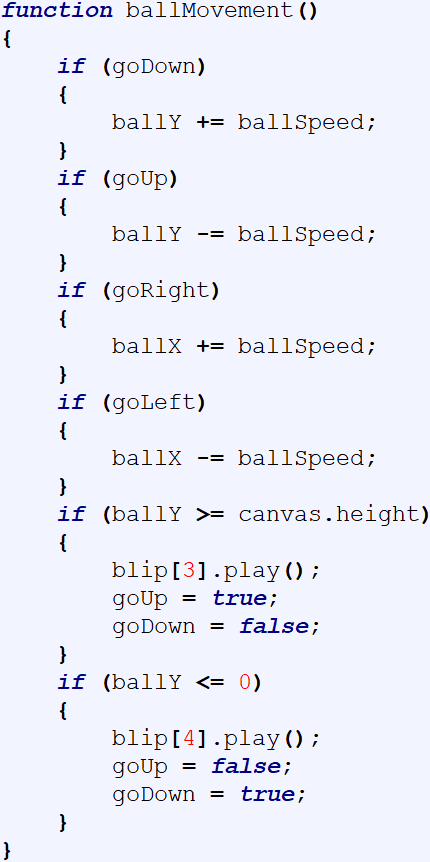 function ballMovement()
{
    if (goDown)
    {
        ballY += ballSpeed;
    }
    if (goUp)
    {
        ballY -= ballSpeed;
    }
    if (goRight)
    {
        ballX += ballSpeed;
    }
    if (goLeft)
    {
        ballX -= ballSpeed;
    }
    if (ballY >= canvas.height)
    {
        blip[3].play();
        goUp = true;
        goDown = false;
    }
    if (ballY <= 0)
    {
        blip[4].play();
        goUp = false;
        goDown = true;
    }
}